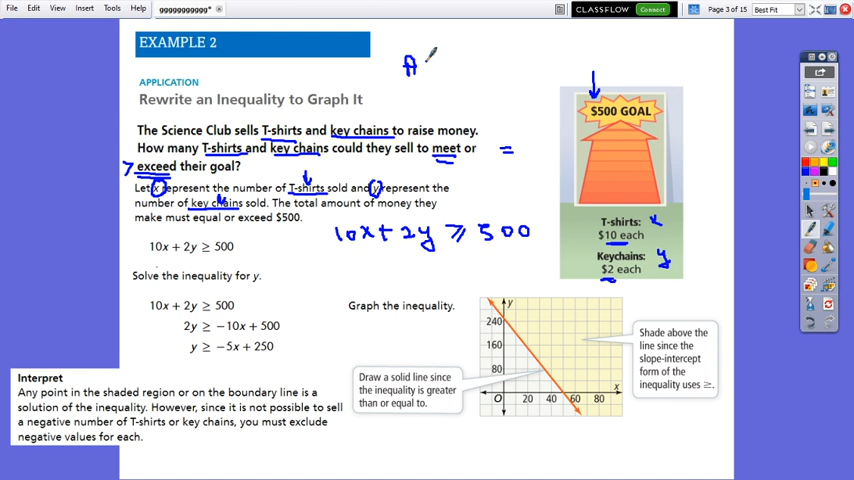 File Edit View Insert Tools Help
99999999999*
CLASSFLOW Connect
Page 3 of 15
Best Fit
EXAMPLE 2
A
APPLICATION
Rewrite an Inequality to Graph It
The Science Club sells T-shirts and key chains to raise money.
How many T-shirts and key chains could they sell to meet or =
> exceed their goal?
Let x represent the number of T-shirts sold and y represent the
number of key chains sold. The total amount of money they
make must equal or exceed $500.
10x + 2y ≥ 500
10x + 2y ≥ 500
Solve the inequality for y.
10x + 2y ≥ 500
2y ≥ −10x + 500
y ≥ −5x + 250
$500 GOAL
T-shirts: x
$10 each
Keychains: y
$2 each
Graph the inequality.
Draw a solid line since
the inequality is greater
than or equal to.
y
240
160
80
O 20 40 60 80 x
Shade above the
line since the
slope-intercept
form of the
inequality uses ≥.
Interpret
Any point in the shaded region or on the boundary line is a
solution of the inequality. However, since it is not possible to sell
a negative number of T-shirts or key chains, you must exclude
negative values for each.